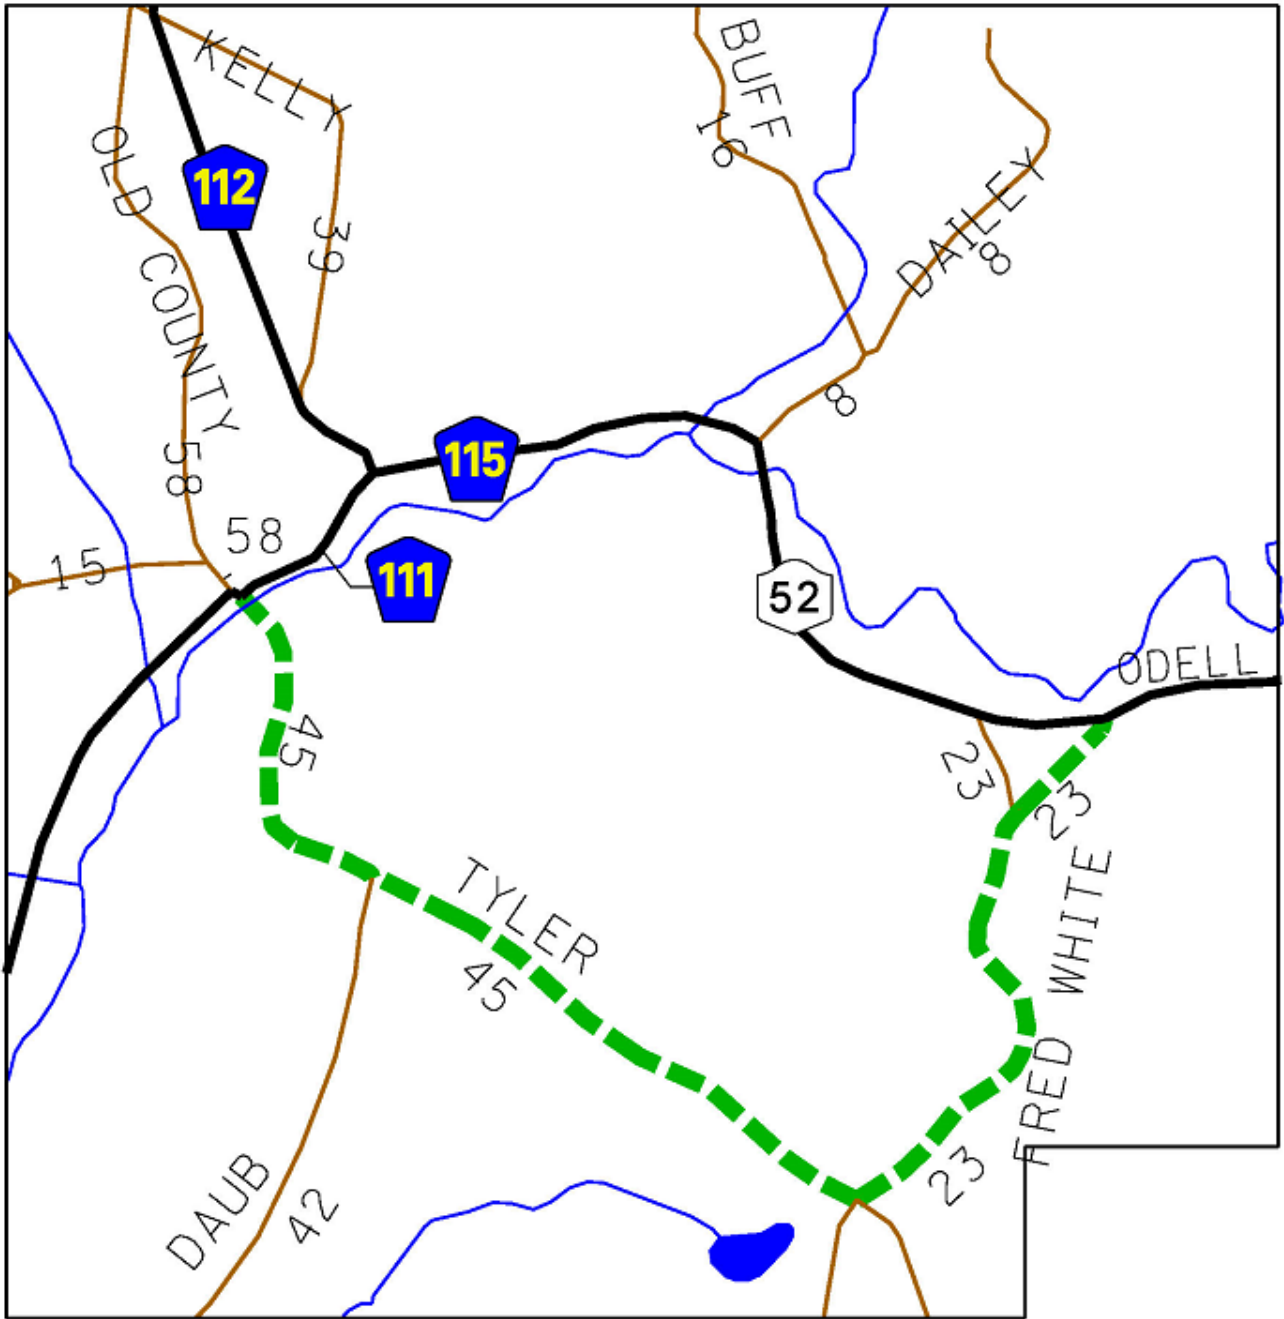 KELLY
BUFF
16
OLD
112
39
DAILEY
8
COUNTY
8
58
115
58
15
111
52
ODELL
45
23
23
TYLER
WHITE
45
FRED
23
DAUB
42